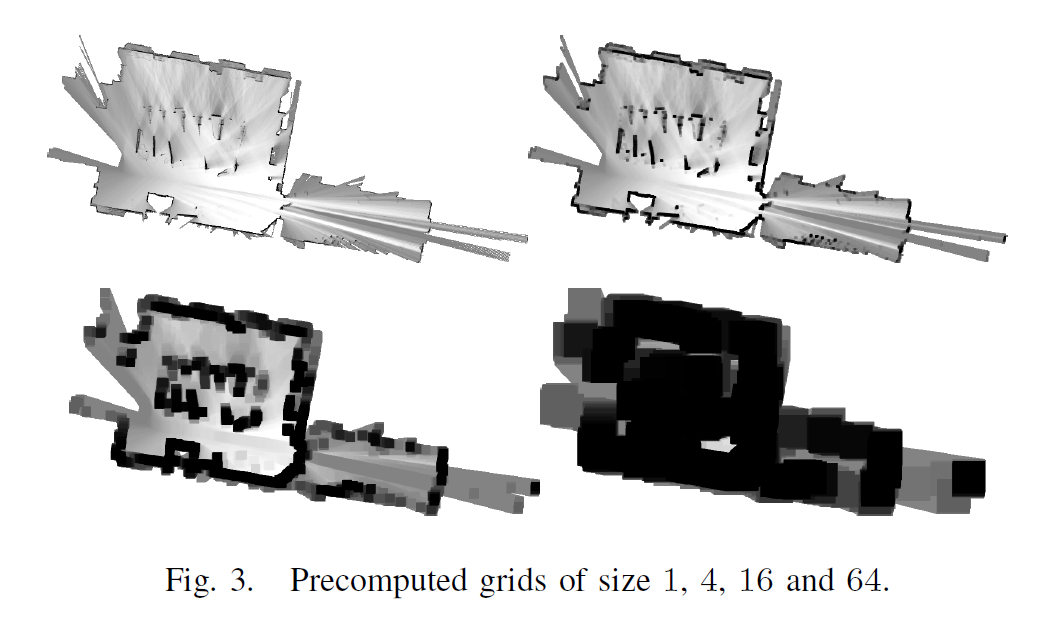 Fig. 3. Precomputed grids of size 1, 4, 16 and 64.